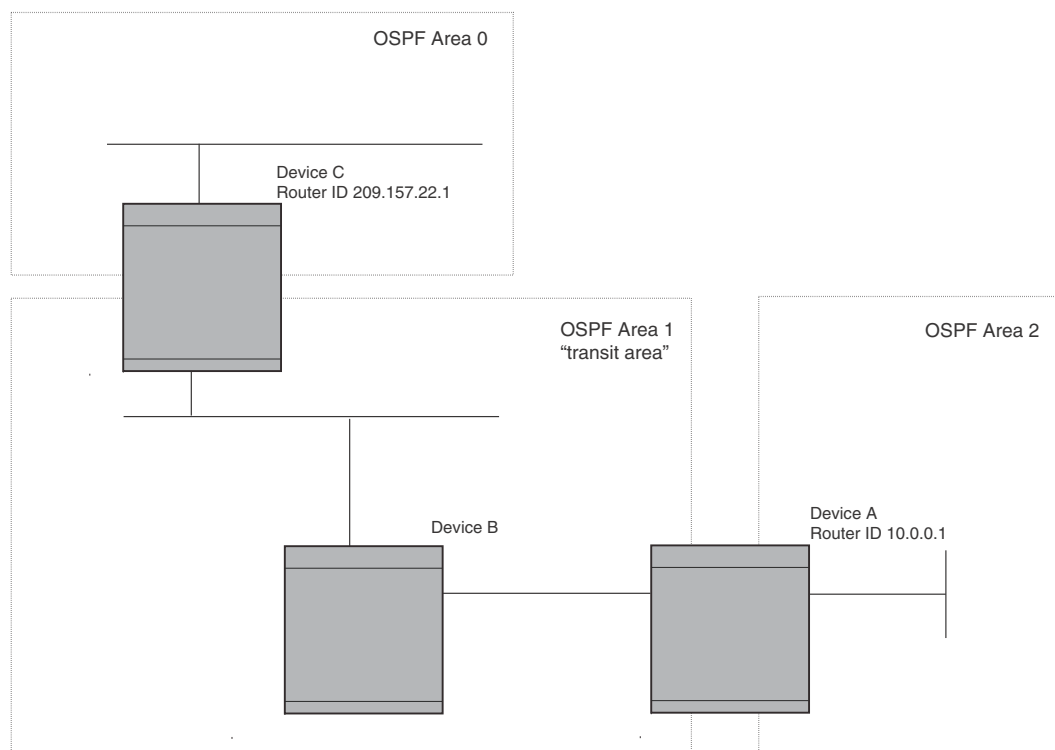 OSPF Area 0
Device C
Router ID 209.157.22.1
OSPF Area 1
“transit area”
OSPF Area 2
Device B
Device A
Router ID 10.0.0.1